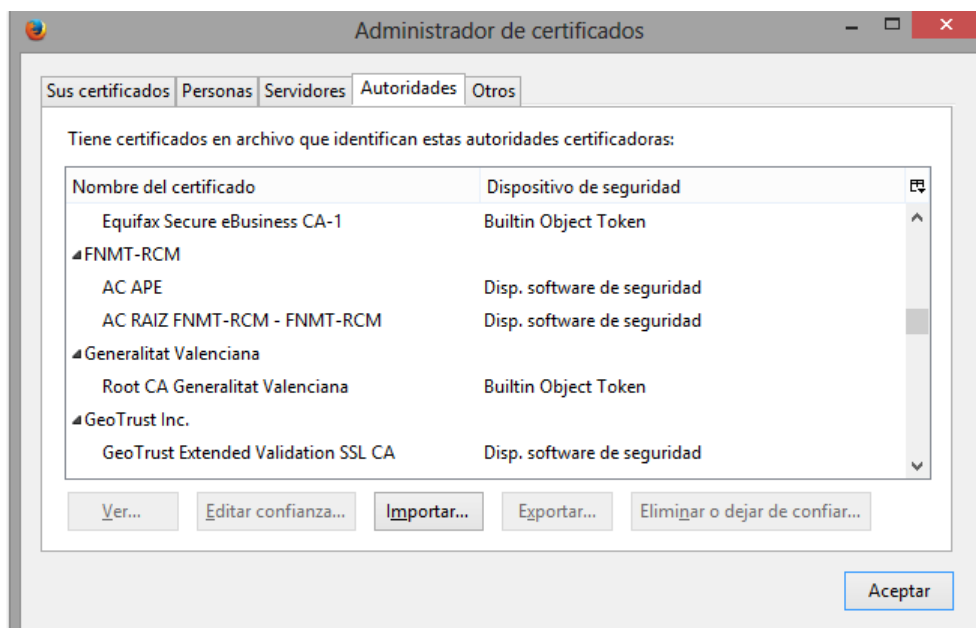 Administrador de certificados
Sus certificados Personas Servidores Autoridades Otros
Tiene certificados en archivo que identifican estas autoridades certificadoras:
Nombre del certificado Dispositivo de seguridad
Equifax Secure eBusiness CA-1 Builtin Object Token
FNMT-RCM
AC APE Disp. software de seguridad
AC RAIZ FNMT-RCM - FNMT-RCM Disp. software de seguridad
Generalitat Valenciana
Root CA Generalitat Valenciana Builtin Object Token
GeoTrust Inc.
GeoTrust Extended Validation SSL CA Disp. software de seguridad
Ver... Editar confianza... Importar... Exportar... Eliminar o dejar de confiar...
Aceptar